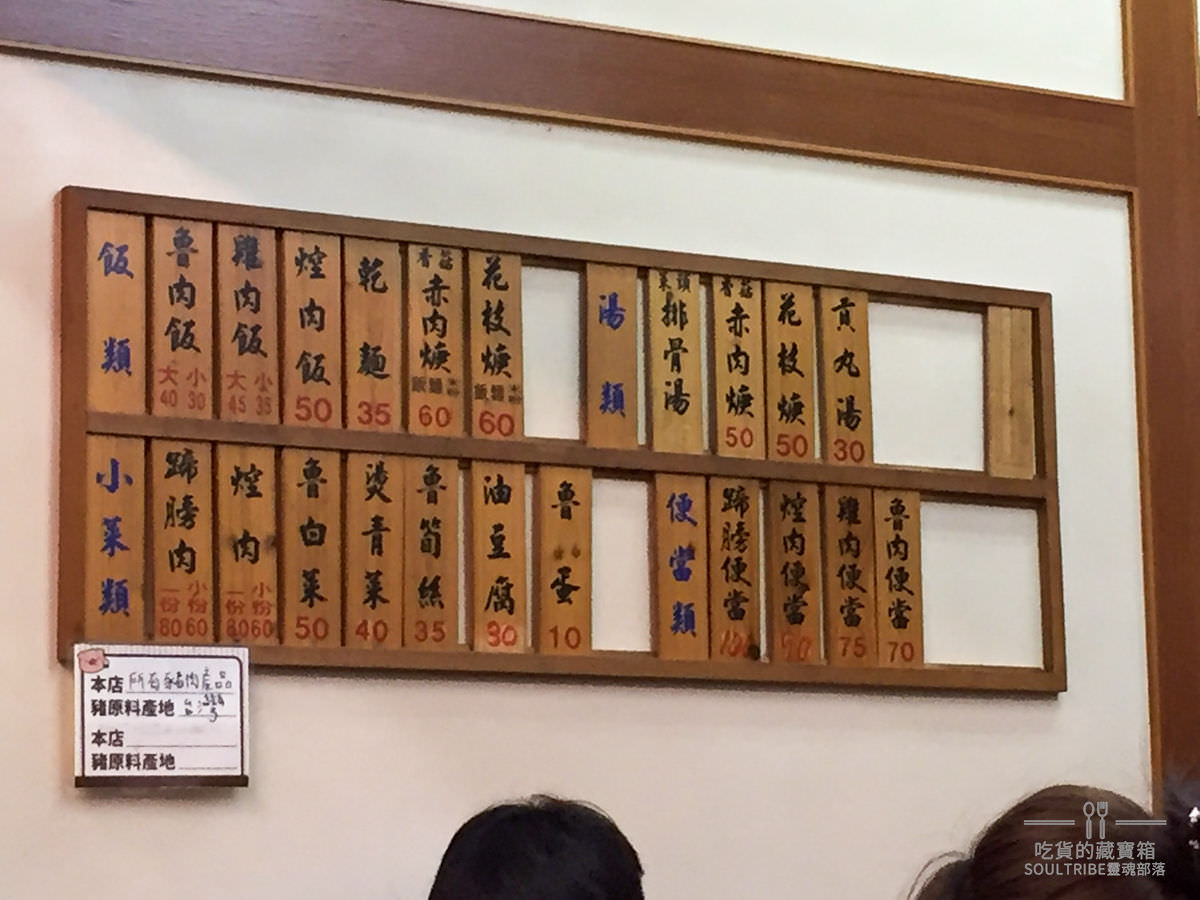 飯類
魯肉飯 大40 小30
雞肉飯 大45 小35
焢肉飯 50
乾麵 35
香菇赤肉焿 飯麵 60
花枝焿 飯麵 60
湯類
菜頭排骨湯
香菇赤肉焿 50
花枝焿 50
貢丸湯 30
小菜類
蹄膀肉 一份80 小份60
焢肉 一份80 小份60
魯白菜 50
燙青菜 40
魯筍絲 35
油豆腐 30
魯蛋 10
便當類
蹄膀便當 100
焢肉便當 90
雞肉便當 75
魯肉便當 70
本店 所有豬肉產品
豬原料產地 台灣
本店
豬原料產地
吃貨的藏寶箱
SOULTRIBE靈魂部落